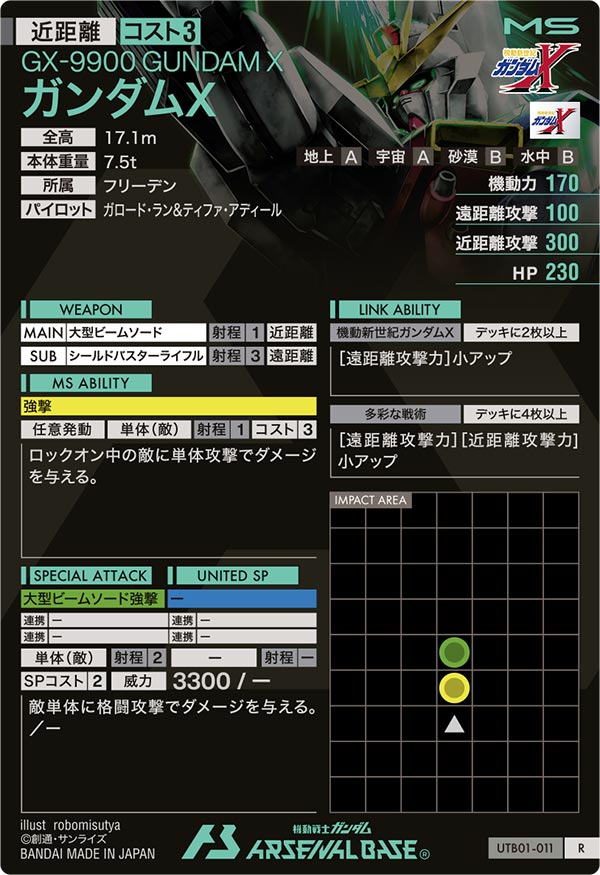 近距離 コスト3
MS
GX-9900 GUNDAM X
ガンダムX
機動新世紀
ガンダムX
機動新世紀
ガンダムX
全高 17.1m
本体重量 7.5t
所属 フリーデン
パイロット ガロード・ラン&ティファ・アディール
地上 A 宇宙 A 砂漠 B 水中 B
機動力 170
遠距離攻撃 100
近距離攻撃 300
HP 230
WEAPON
MAIN 大型ビームソード 射程 1 近距離
SUB シールドバスターライフル 射程 3 遠距離
MS ABILITY
強撃
任意発動 単体(敵) 射程 1 コスト 3
ロックオン中の敵に単体攻撃でダメージ
を与える。
LINK ABILITY
機動新世紀ガンダムX デッキに2枚以上
[遠距離攻撃力]小アップ
多彩な戦術 デッキに4枚以上
[遠距離攻撃力][近距離攻撃力]
小アップ
IMPACT AREA
SPECIAL ATTACK UNITED SP
大型ビームソード強撃 ー
連携 ー 連携 ー
連携 ー 連携 ー
単体(敵) 射程 2 ー 射程 ー
SPコスト 2 威力 3300 / ー
敵単体に格闘攻撃でダメージを与える。
/ー
illust robomisutya
©創通・サンライズ
BANDAI MADE IN JAPAN
機動戦士ガンダム
ARSENAL BASE®
UTB01-011 R